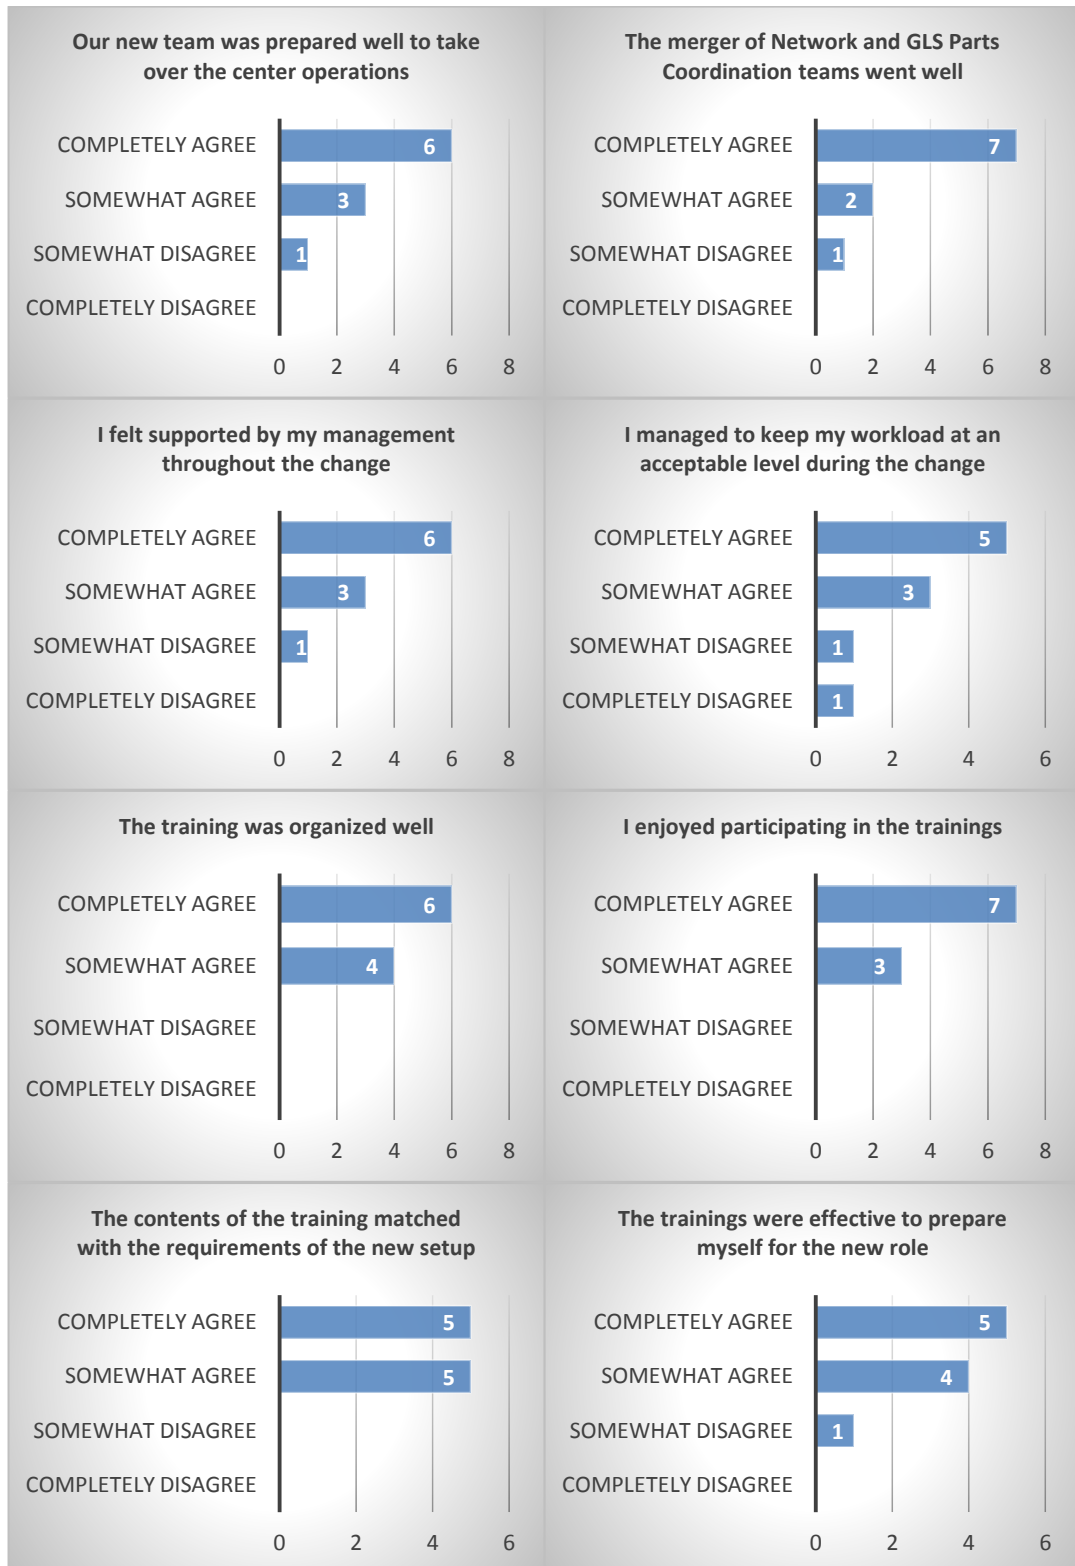 Our new team was prepared well to take
over the center operations
COMPLETELY AGREE
6
SOMEWHAT AGREE
3
SOMEWHAT DISAGREE
1
COMPLETELY DISAGREE
0 2 4 6 8
The merger of Network and GLS Parts
Coordination teams went well
COMPLETELY AGREE
7
SOMEWHAT AGREE
2
SOMEWHAT DISAGREE
1
COMPLETELY DISAGREE
0 2 4 6 8
I felt supported by my management
throughout the change
COMPLETELY AGREE
6
SOMEWHAT AGREE
3
SOMEWHAT DISAGREE
1
COMPLETELY DISAGREE
0 2 4 6 8
I managed to keep my workload at an
acceptable level during the change
COMPLETELY AGREE
5
SOMEWHAT AGREE
3
SOMEWHAT DISAGREE
1
COMPLETELY DISAGREE
1
0 2 4 6
The training was organized well
COMPLETELY AGREE
6
SOMEWHAT AGREE
4
SOMEWHAT DISAGREE
COMPLETELY DISAGREE
0 2 4 6 8
I enjoyed participating in the trainings
COMPLETELY AGREE
7
SOMEWHAT AGREE
3
SOMEWHAT DISAGREE
COMPLETELY DISAGREE
0 2 4 6 8
The contents of the training matched
with the requirements of the new setup
COMPLETELY AGREE
5
SOMEWHAT AGREE
5
SOMEWHAT DISAGREE
COMPLETELY DISAGREE
0 2 4 6
The trainings were effective to prepare
myself for the new role
COMPLETELY AGREE
5
SOMEWHAT AGREE
4
SOMEWHAT DISAGREE
1
COMPLETELY DISAGREE
0 2 4 6